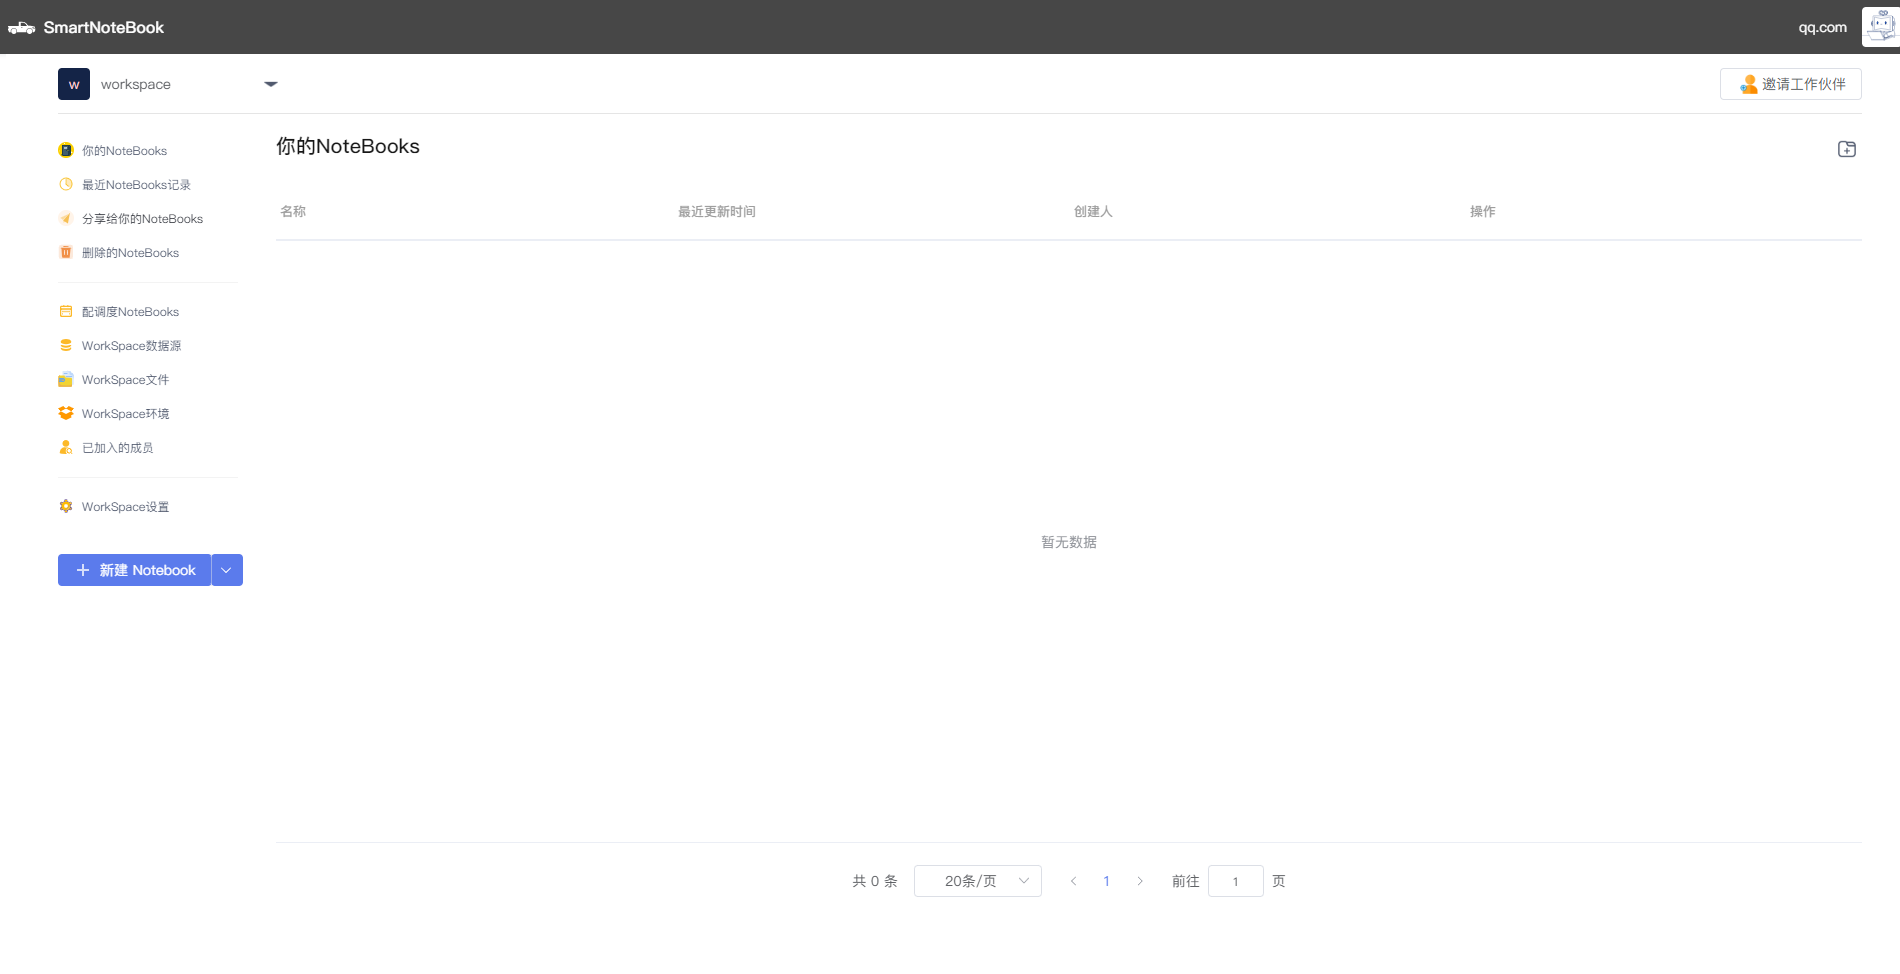 SmartNoteBook
qq.com
w
workspace
邀请工作伙伴
你的NoteBooks
最近NoteBooks记录
分享给你的NoteBooks
删除的NoteBooks
配调度NoteBooks
WorkSpace数据源
WorkSpace文件
WorkSpace环境
已加入的成员
WorkSpace设置
新建 Notebook
你的NoteBooks
名称 最近更新时间 创建人 操作
暂无数据
共 0 条 20条/页 1 前往 1 页